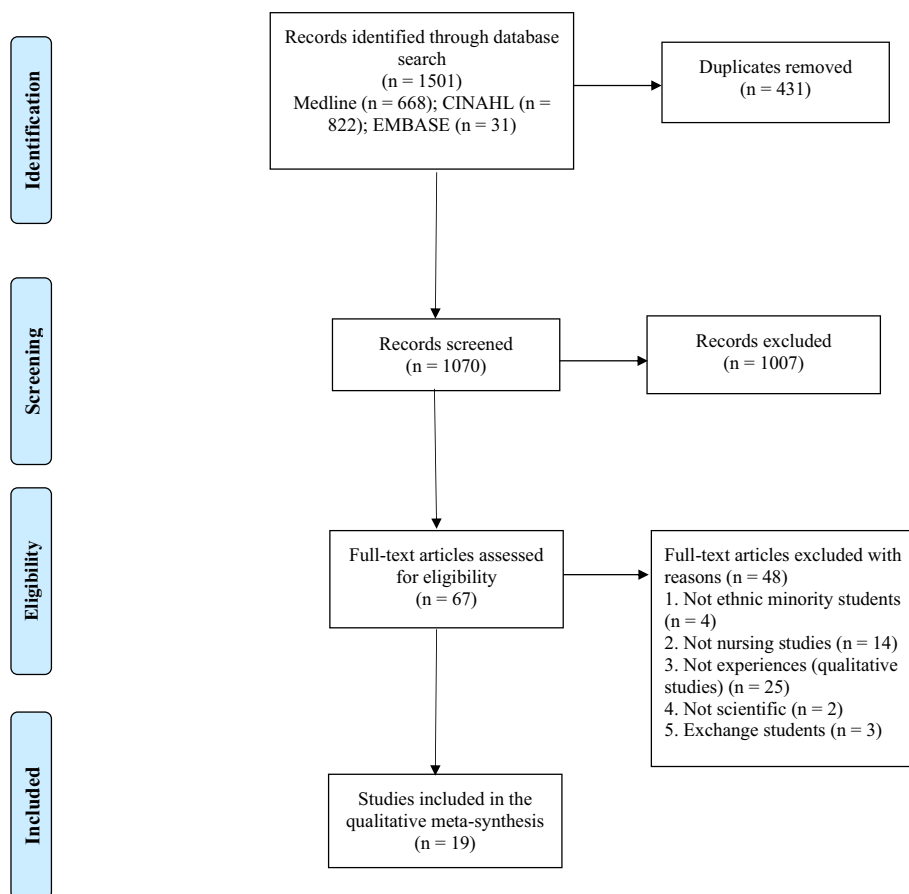 Identification
Records identified through database
search
(n = 1501)
Medline (n = 668); CINAHL (n =
822); EMBASE (n = 31)
Duplicates removed
(n = 431)
Screening
Records screened
(n = 1070)
Records excluded
(n = 1007)
Eligibility
Full-text articles assessed
for eligibility
(n = 67)
Full-text articles excluded with
reasons (n = 48)
1. Not ethnic minority students
(n = 4)
2. Not nursing studies (n = 14)
3. Not experiences (qualitative
studies) (n = 25)
4. Not scientific (n = 2)
5. Exchange students (n = 3)
Included
Studies included in the
qualitative meta-synthesis
(n = 19)